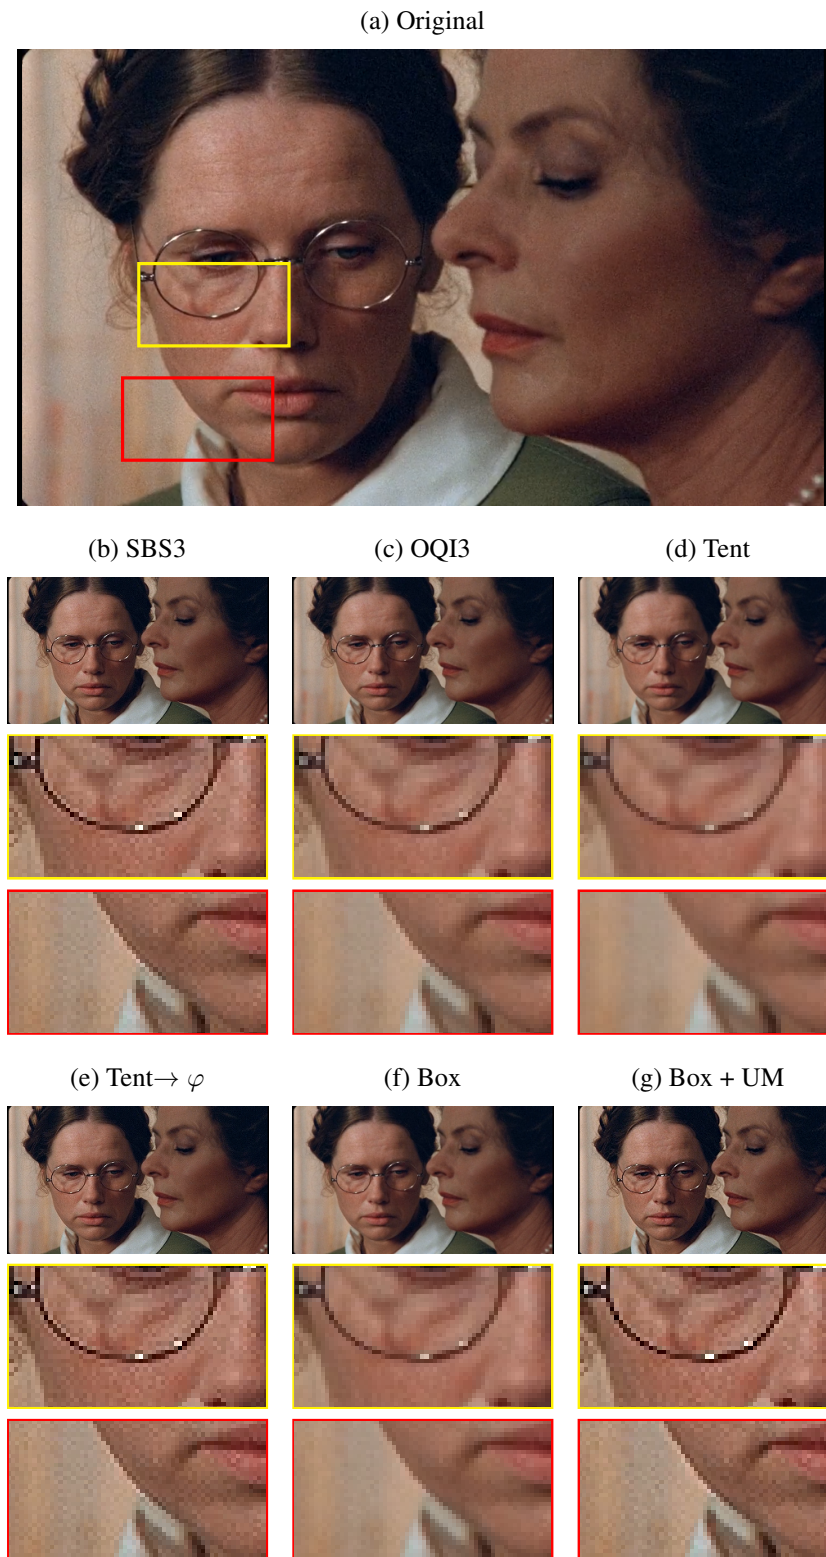 (a) Original
(b) SBS3
(c) OQI3
(d) Tent
(e) Tent→ φ
(f) Box
(g) Box + UM